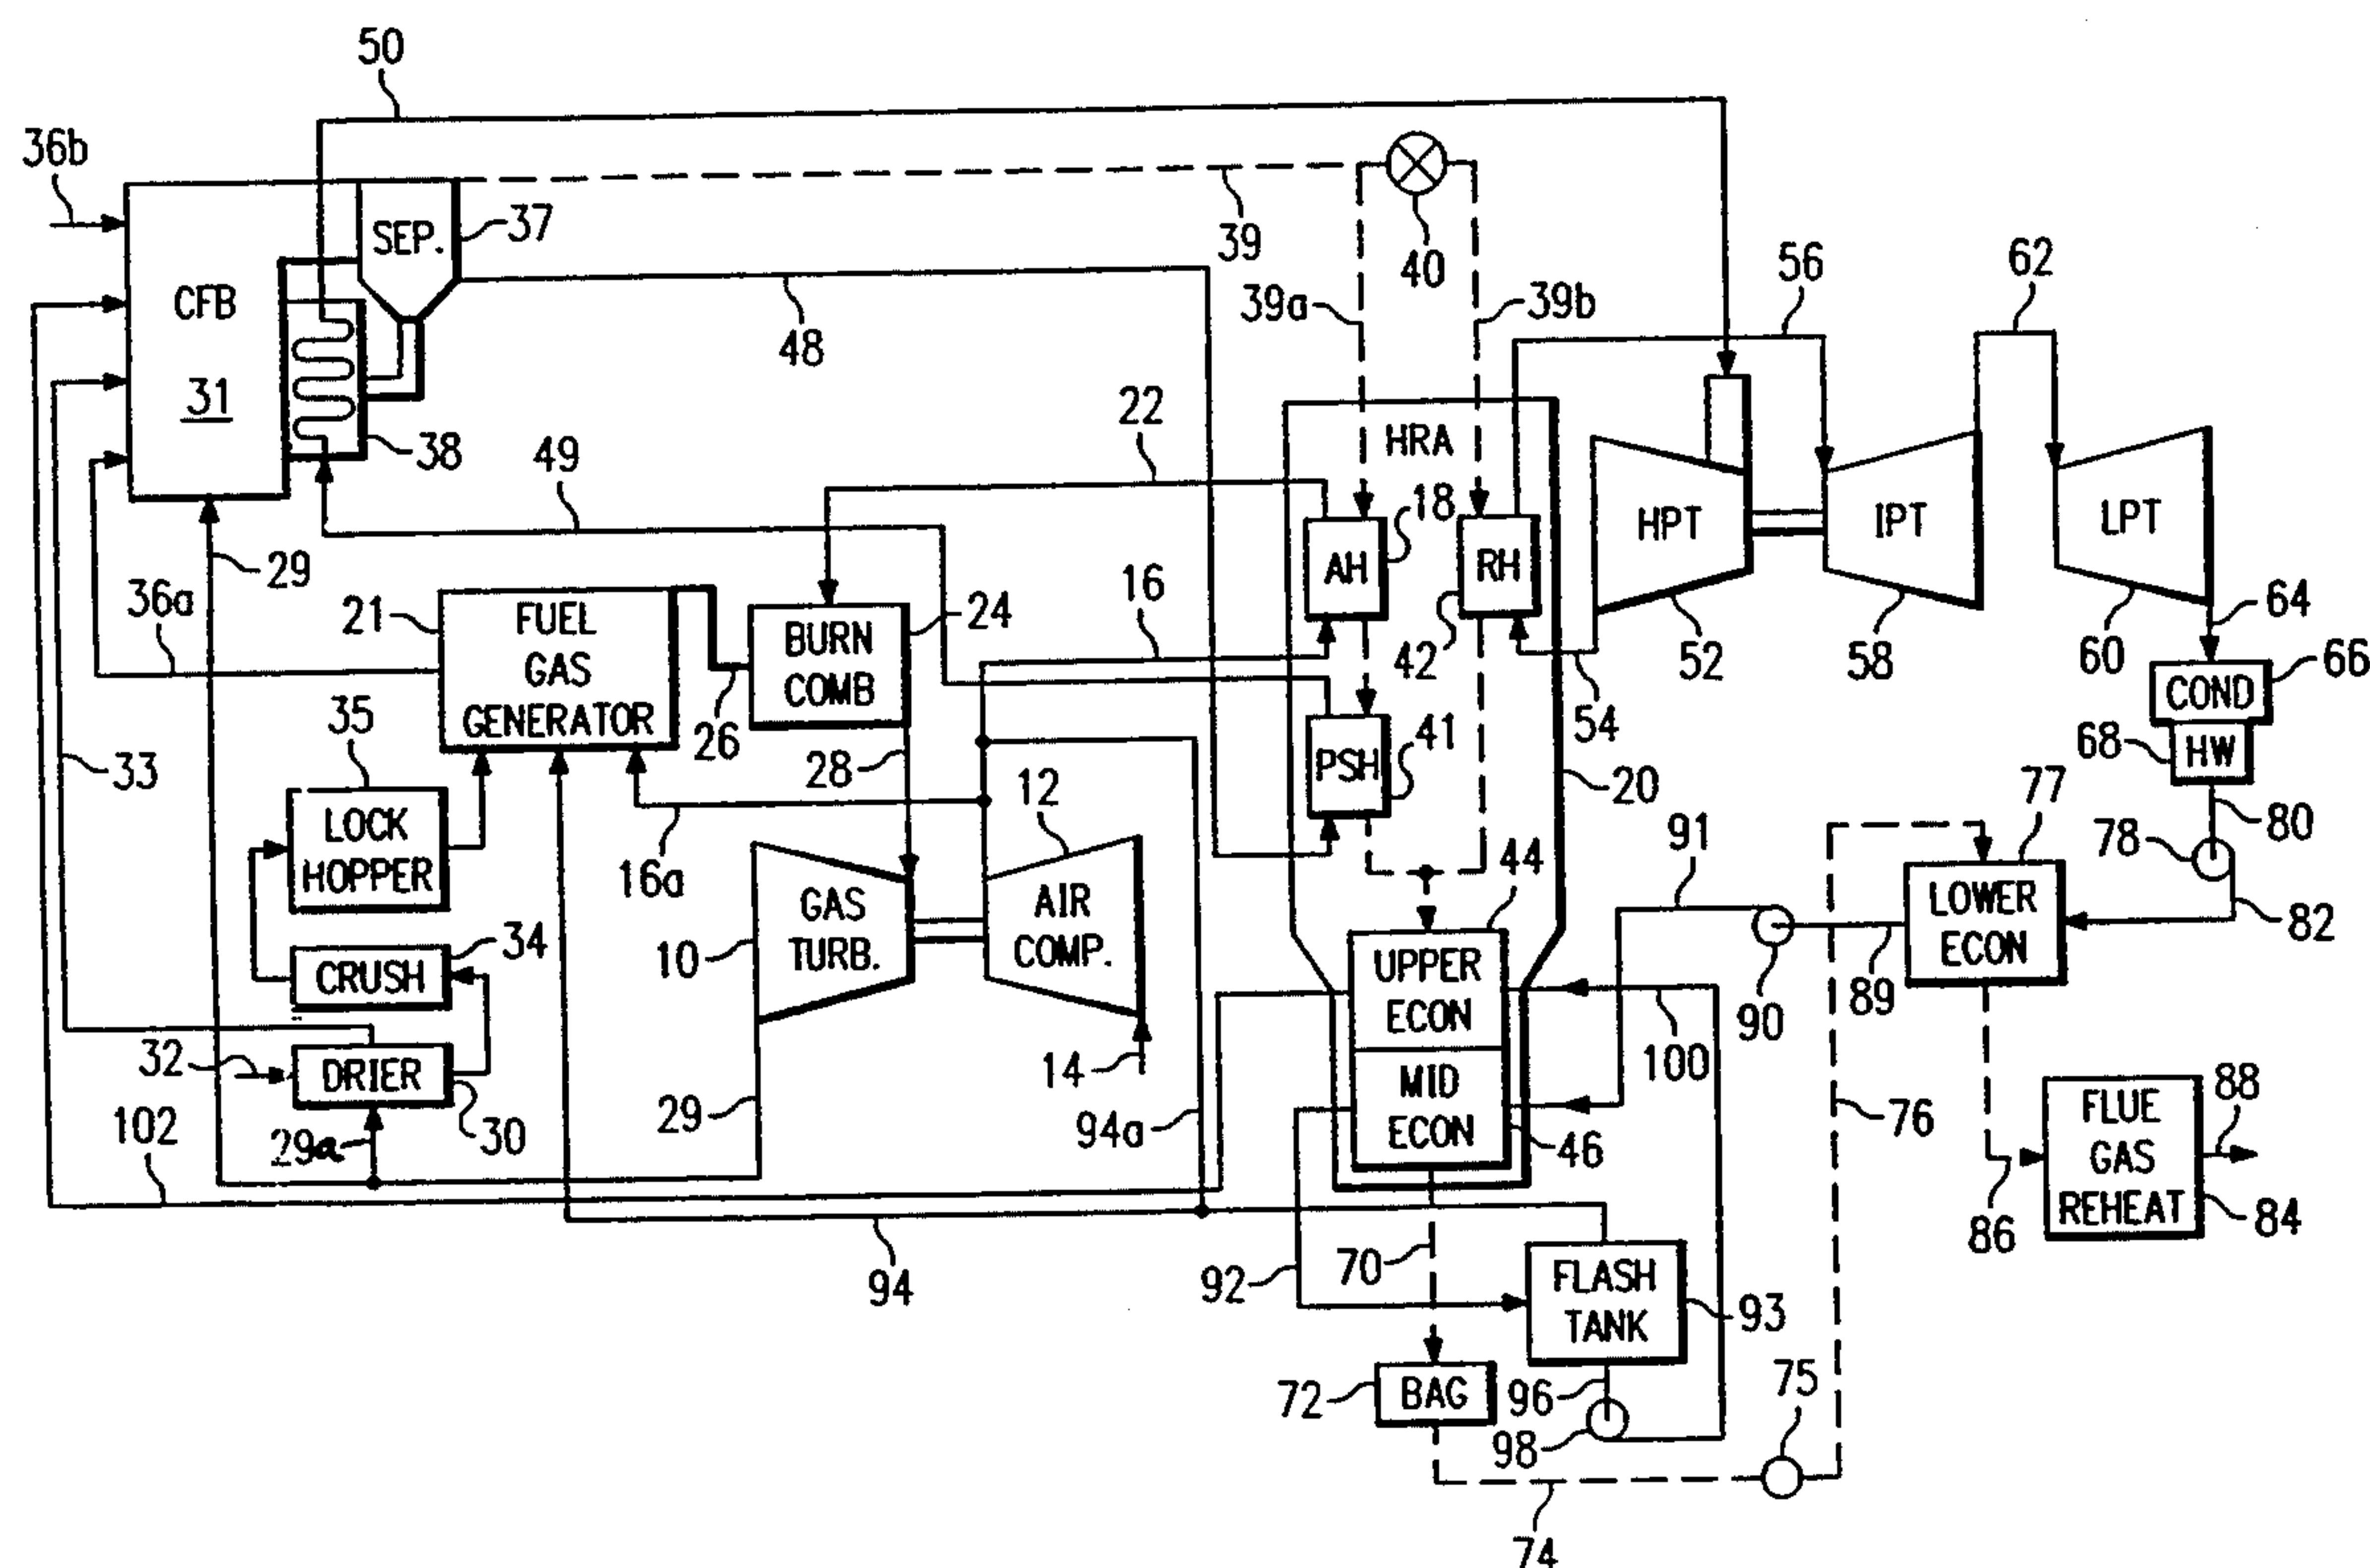 50
36b
SEP.
37
39
40
56
62
CFB
31
39a
39b
48
22
HRA
38
49
18
HPT
IPT
LPT
AH
RH
29
36a
21
FUEL
GAS
GENERATOR
BURN
COMB
24
16
42
52
58
60
64
66
COND
54
35
26
PSH
41
68
HW
33
28
12
20
77
80
LOCK
HOPPER
16a
91
78
44
GAS
TURB.
AIR
COMP.
LOWER
ECON
82
34
CRUSH
10
UPPER
ECON
90
89
32
DRIER
14
100
MID
ECON
88
102
29a
30
29
94a
46
76
FLUE
GAS
REHEAT
86
84
94
92
70
FLASH
TANK
93
72
BAG
96
75
98
74